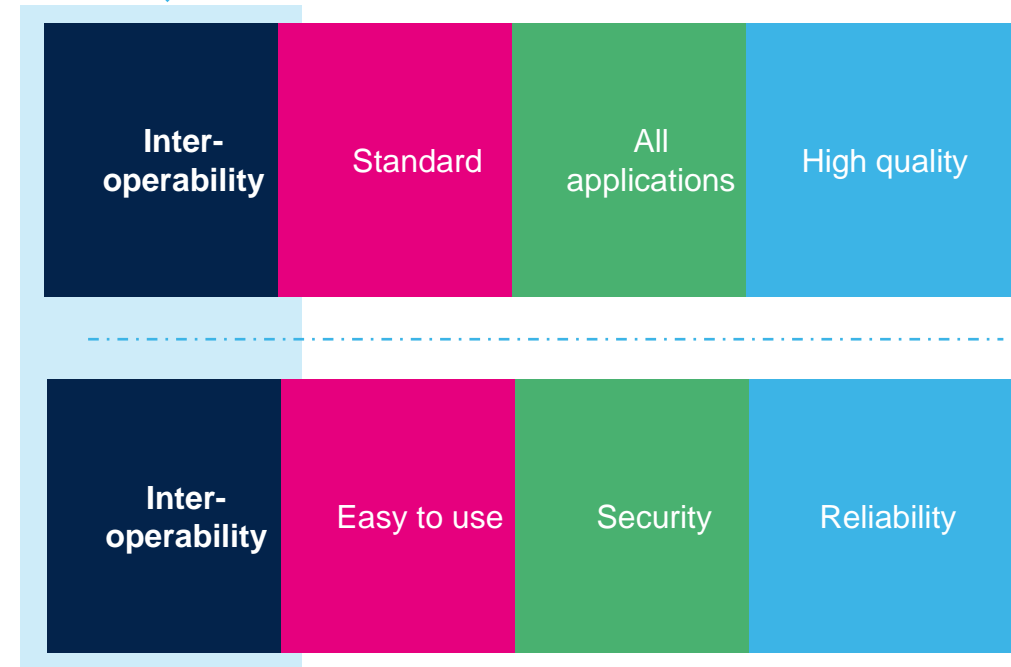 Inter-
operability
Standard
All
applications
High quality
Inter-
operability
Easy to use
Security
Reliability